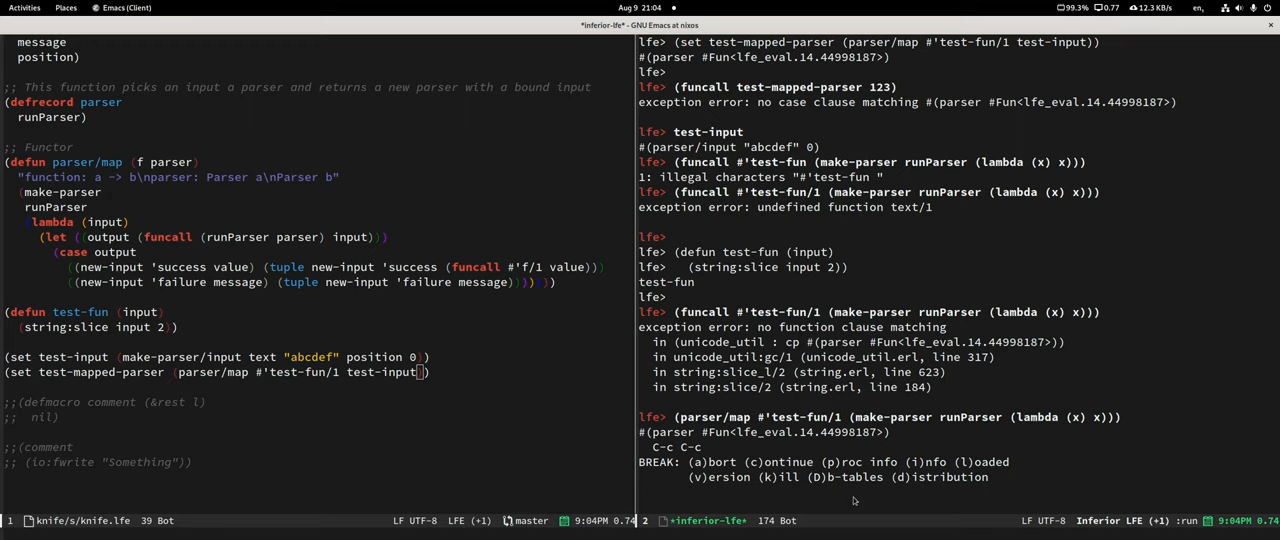 Activities Places Emacs (Client) Aug 9 21:04 99.3% 0.77 12.3 KB/s en,
*inferior-lfe* - GNU Emacs at nixos
message
position)
;; This function picks an input a parser and returns a new parser with a bound input
(defrecord parser
runParser)
;; Functor
(defun parser/map (f parser)
"function: a -> b\nparser: Parser a\nParser b"
(make-parser
runParser
(lambda (input)
(let ((output (funcall (runParser parser) input)))
(case output
((new-input 'success value) (tuple new-input 'success (funcall #'f/1 value)))
((new-input 'failure message) (tuple new-input 'failure message))))))
(defun test-fun (input)
(string:slice input 2))
(set test-input (make-parser/input text "abcdef" position 0))
(set test-mapped-parser (parser/map #'test-fun/1 test-input))
;;(defmacro comment (&rest l)
;; nil)
;;(comment
;; (io:fwrite "Something"))
1 knife/s/knife.lfe 39 Bot LF UTF-8 LFE (+1) master 9:04PM 0.74
lfe> (set test-mapped-parser (parser/map #'test-fun/1 test-input))
#(parser #Fun<lfe_eval.14.44998187>)
lfe>
lfe> (funcall test-mapped-parser 123)
exception error: no case clause matching #(parser #Fun<lfe_eval.14.44998187>)
lfe> test-input
#(parser/input "abcdef" 0)
lfe> (funcall #'test-fun (make-parser runParser (lambda (x) x)))
1: illegal characters "#'test-fun "
lfe> (funcall #'test-fun/1 (make-parser runParser (lambda (x) x)))
exception error: undefined function text/1
lfe>
lfe> (defun test-fun (input)
lfe> (string:slice input 2))
test-fun
lfe>
lfe> (funcall #'test-fun/1 (make-parser runParser (lambda (x) x)))
exception error: no function clause matching
in (unicode_util : cp #(parser #Fun<lfe_eval.14.44998187>))
in unicode_util:gc/1 (unicode_util.erl, line 317)
in string:slice_l/2 (string.erl, line 623)
in string:slice/2 (string.erl, line 184)
lfe> (parser/map #'test-fun/1 (make-parser runParser (lambda (x) x)))
#(parser #Fun<lfe_eval.14.44998187>)
C-c C-c
BREAK: (a)bort (c)ontinue (p)roc info (i)nfo (l)oaded
(v)ersion (k)ill (D)b-tables (d)istribution
2 *inferior-lfe* 174 Bot LF UTF-8 Inferior LFE (+1) :run 9:04PM 0.74